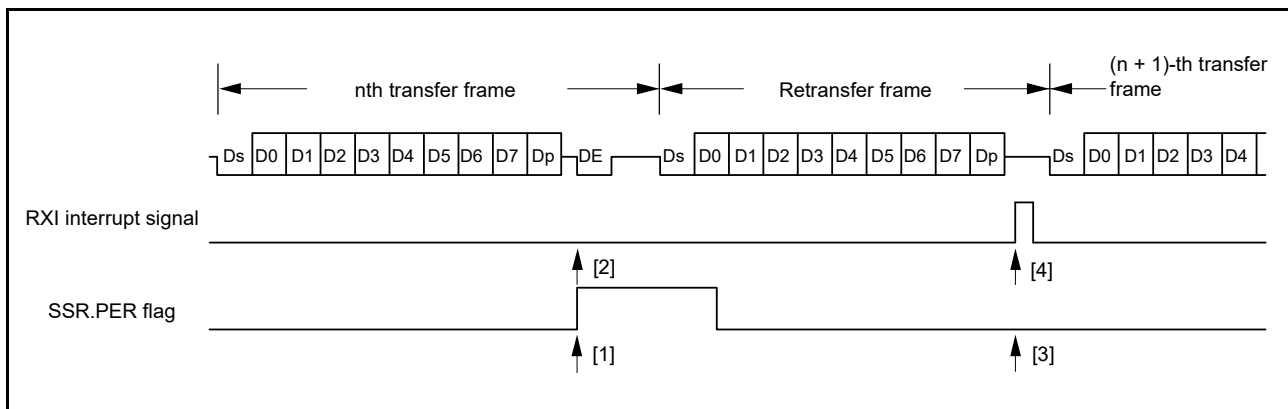 nth transfer frame
Retransfer frame
(n + 1)-th transfer
frame
Ds D0 D1 D2 D3 D4 D5 D6 D7 Dp DE Ds D0 D1 D2 D3 D4 D5 D6 D7 Dp Ds D0 D1 D2 D3 D4
RXI interrupt signal
[2] [4]
SSR.PER flag
[1] [3]